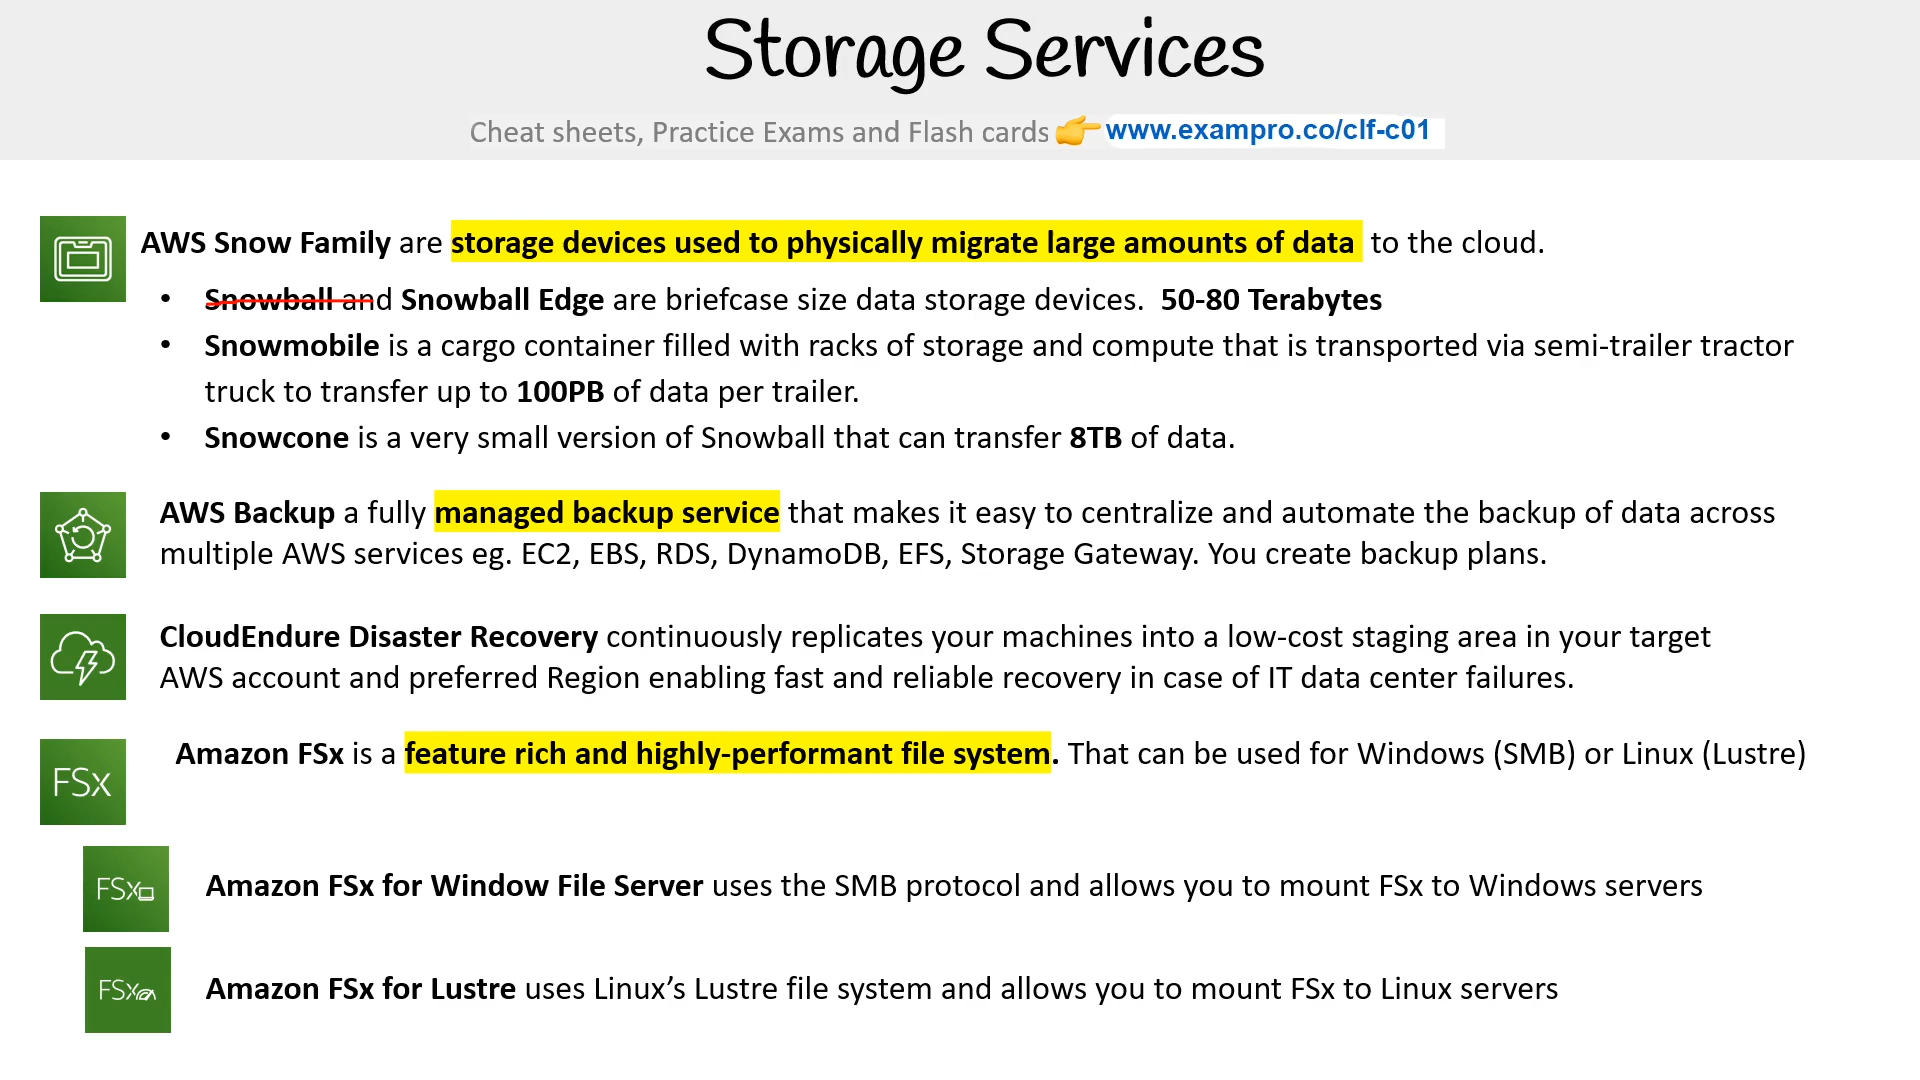 Storage Services
Cheat sheets, Practice Exams and Flash cards 👉 www.exampro.co/clf-c01
AWS Snow Family are storage devices used to physically migrate large amounts of data to the cloud.
• Snowball and Snowball Edge are briefcase size data storage devices. 50-80 Terabytes
• Snowmobile is a cargo container filled with racks of storage and compute that is transported via semi-trailer tractor
truck to transfer up to 100PB of data per trailer.
• Snowcone is a very small version of Snowball that can transfer 8TB of data.
AWS Backup a fully managed backup service that makes it easy to centralize and automate the backup of data across
multiple AWS services eg. EC2, EBS, RDS, DynamoDB, EFS, Storage Gateway. You create backup plans.
CloudEndure Disaster Recovery continuously replicates your machines into a low-cost staging area in your target
AWS account and preferred Region enabling fast and reliable recovery in case of IT data center failures.
FSx
Amazon FSx is a feature rich and highly-performant file system. That can be used for Windows (SMB) or Linux (Lustre)
FSx
Amazon FSx for Window File Server uses the SMB protocol and allows you to mount FSx to Windows servers
FSx
Amazon FSx for Lustre uses Linux’s Lustre file system and allows you to mount FSx to Linux servers